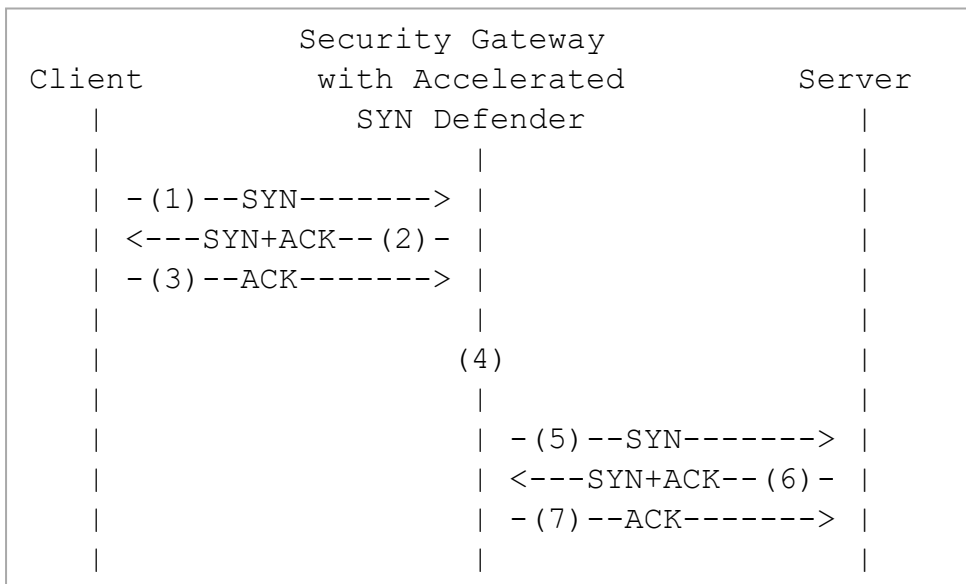 Security Gateway
Client with Accelerated Server
| SYN Defender |
| | |
| -(1)--SYN-------> | |
| <---SYN+ACK--(2)- | |
| -(3)--ACK-------> | |
| | |
| (4) |
| | |
| | -(5)--SYN-------> |
| | <---SYN+ACK--(6)- |
| | -(7)--ACK-------> |
| | |